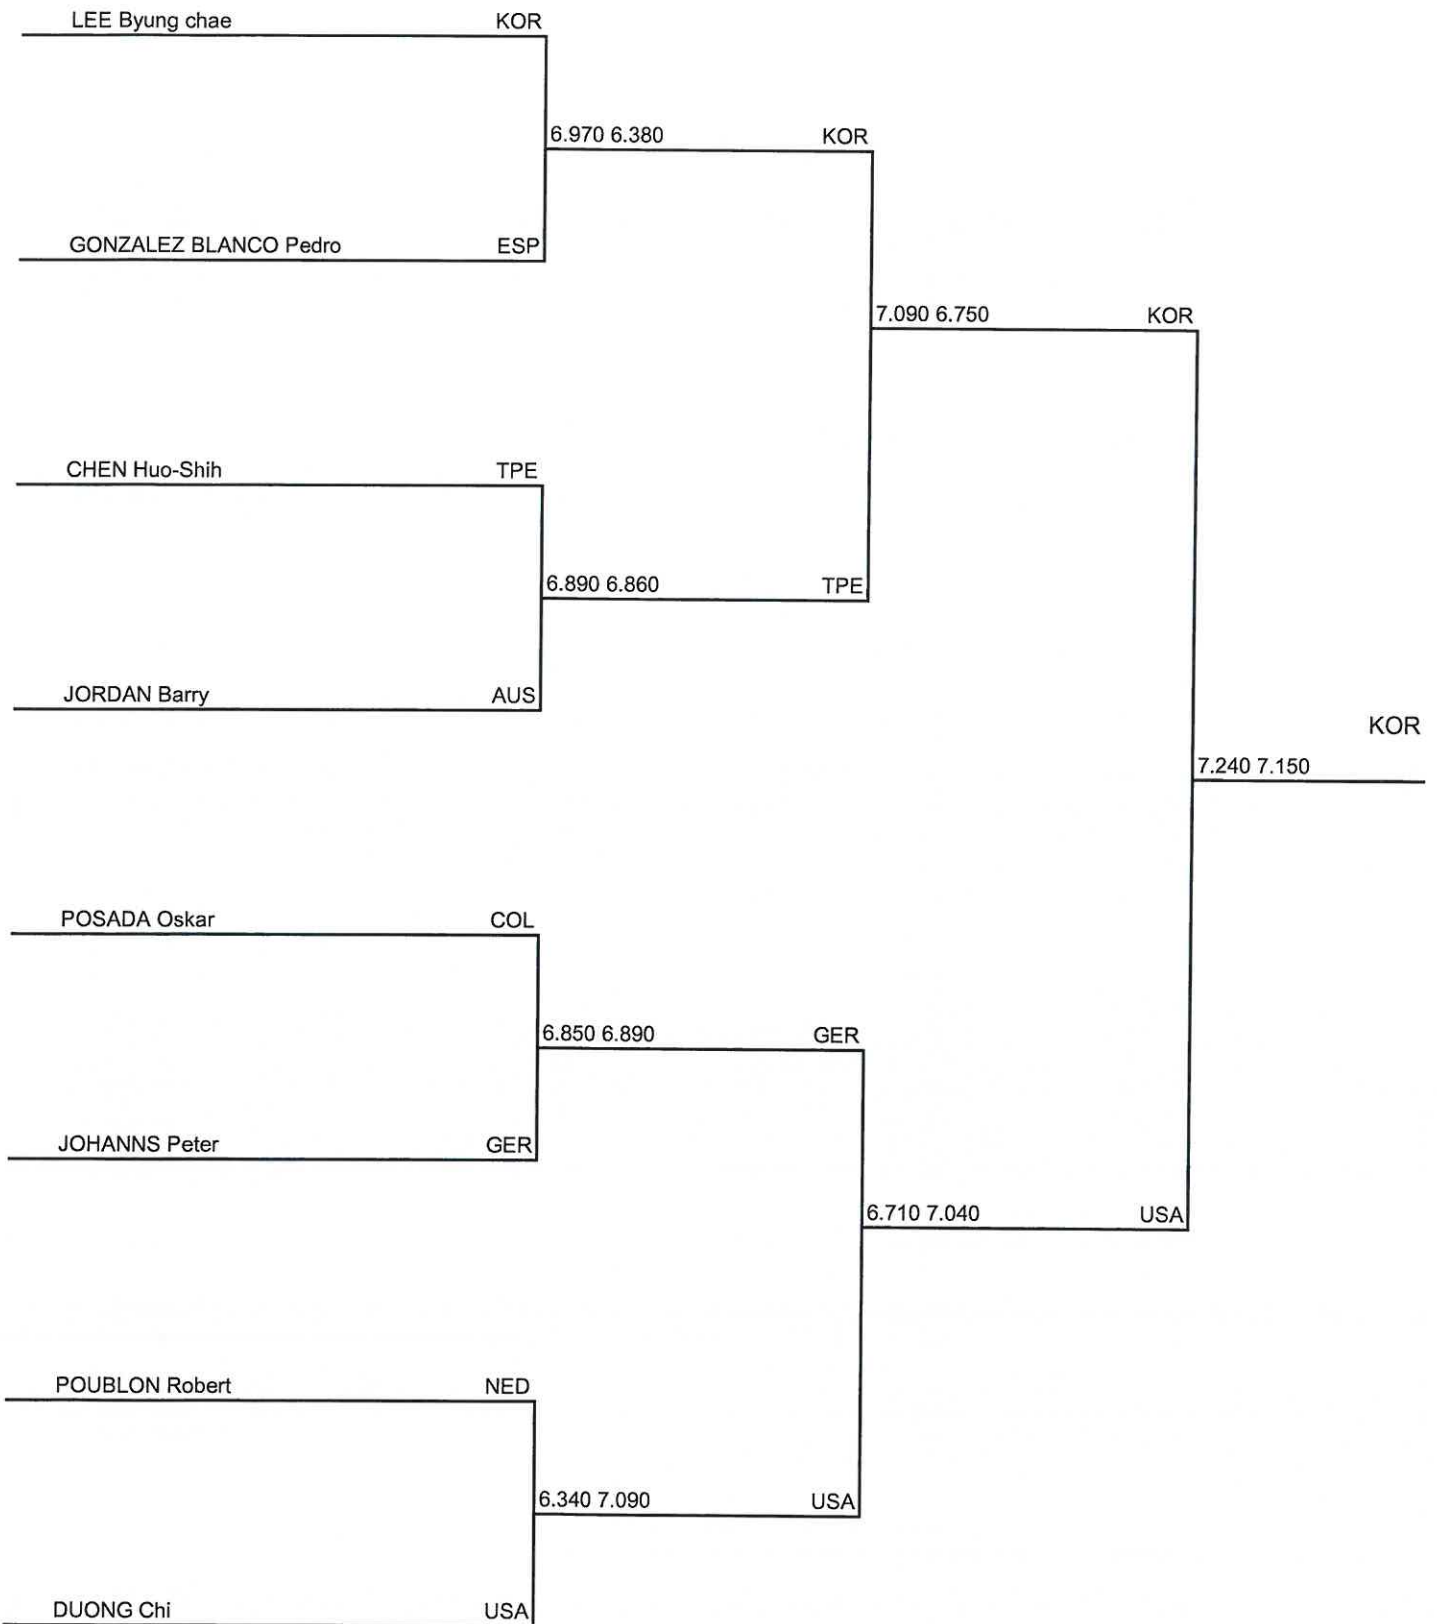 LEE Byung chae KOR
6.970 6.380 KOR
GONZALEZ BLANCO Pedro ESP
7.090 6.750 KOR
CHEN Huo-Shih TPE
6.890 6.860 TPE
JORDAN Barry AUS
KOR
7.240 7.150
POSADA Oskar COL
6.850 6.890 GER
JOHANNS Peter GER
6.710 7.040 USA
POUBLON Robert NED
6.340 7.090 USA
DUONG Chi USA